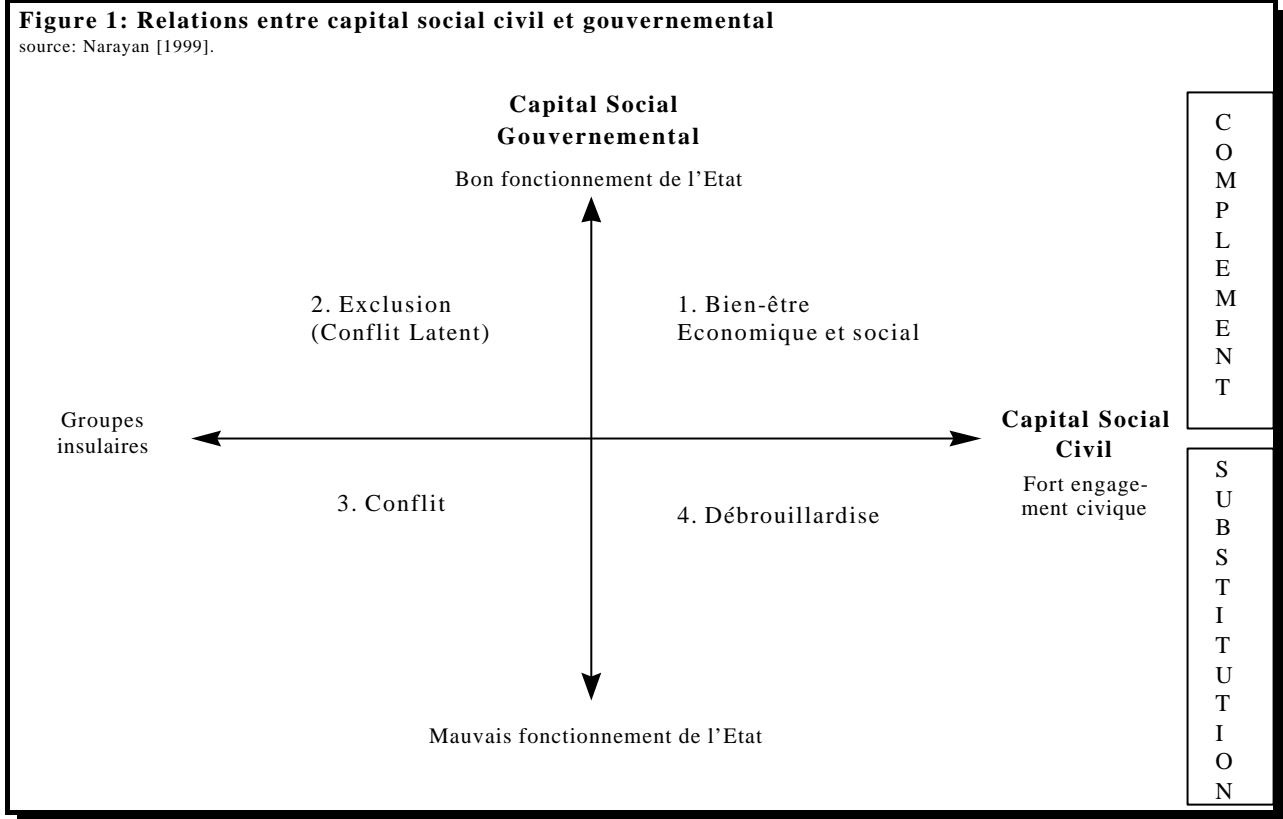 Figure 1: Relations entre capital social civil et gouvernemental
source: Narayan [1999].
Capital Social
Gouvernemental
Bon fonctionnement de l'Etat
2. Exclusion
(Conflit Latent)
1. Bien-être
Economique et social
Groupes
insulaires
Capital Social
Civil
Fort engage-
ment civique
3. Conflit
4. Débrouillardise
Mauvais fonctionnement de l'Etat
C
O
M
P
L
E
M
E
N
T
S
U
B
S
T
I
T
U
T
I
O
N